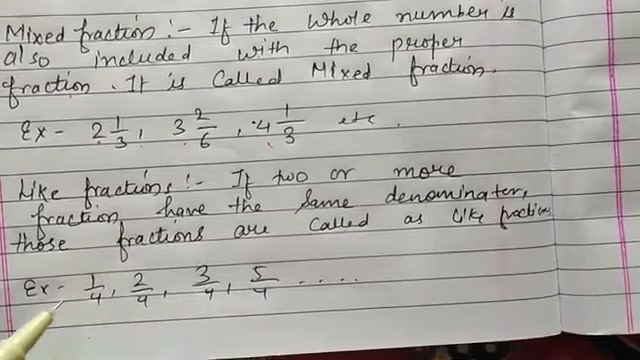 Mixed fraction :- If the whole number is
also included with the proper
fraction. It is called Mixed fraction.
Ex- 2 1/3, 3 2/6, 4 1/3 etc.
Like fractions :- If two or more
fraction have the same denominater,
those fractions are called as Like fractions
Ex- 1/4, 2/4, 3/4, 5/4 .....